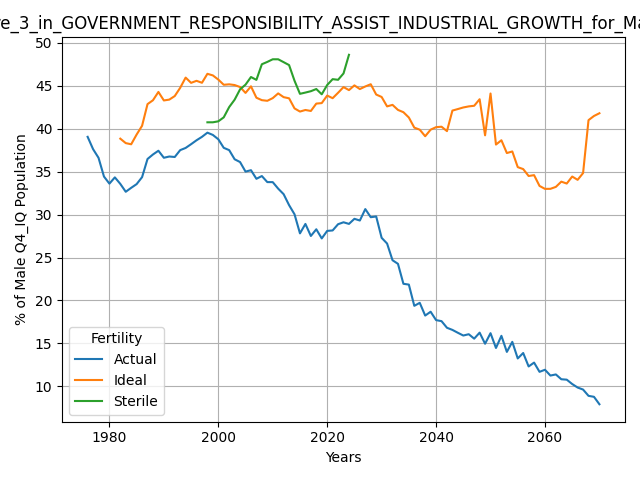 re_3_in_GOVERNMENT_RESPONSIBILITY_ASSIST_INDUSTRIAL_GROWTH_for_Ma
50
45
40
35
30
25
20
15
10
% of Male Q4_IQ Population
Fertility
Actual
Ideal
Sterile
1980
2000
2020
2040
2060
Years